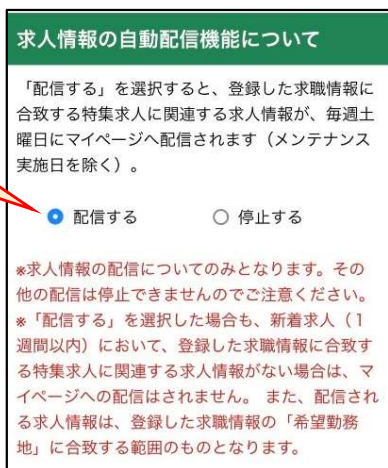 求人情報の自動配信機能について
「配信する」を選択すると、登録した求職情報に
合致する特集求人に関連する求人情報が、毎週土
曜日にマイページへ配信されます（メンテナンス
実施日を除く）。
配信する 停止する
※求人情報の配信についてのみとなります。その
他の配信は停止できませんのでご注意ください。
※「配信する」を選択した場合も、新着求人（1
週間以内）において、登録した求職情報に合致す
る特集求人に関連する求人情報がない場合は、マ
イページへの配信はされません。 また、配信され
る求人情報は、登録した求職情報の「希望勤務
地」に合致する範囲のものとなります。